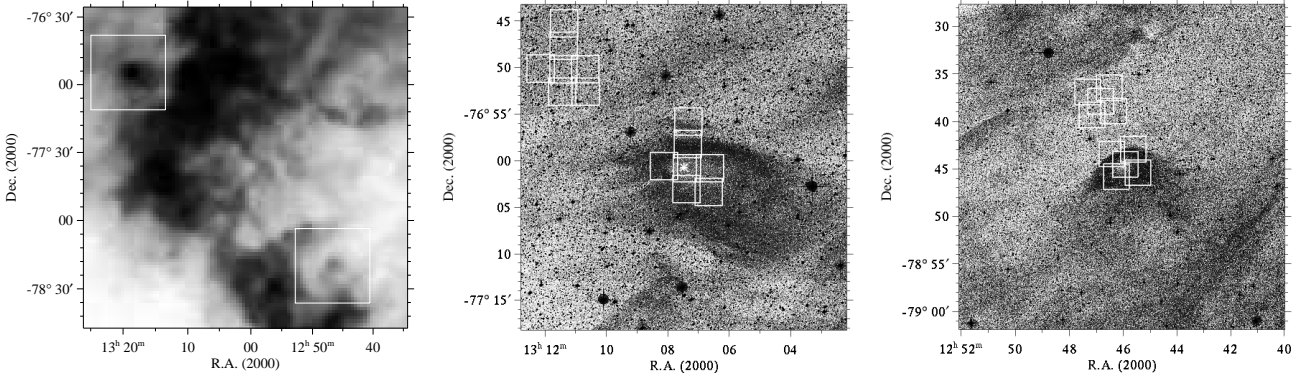 -76° 30′
00
-77° 30′
00
-78° 30′
Dec. (2000)
13ʰ 20ᵐ 10 00 12ʰ 50ᵐ 40
R.A. (2000)
45
50
-76° 55′
00
05
10
-77° 15′
Dec. (2000)
13ʰ 12ᵐ 10 08 06 04
R.A. (2000)
30
35
40
45
50
-78° 55′
-79° 00′
Dec. (2000)
12ʰ 52ᵐ 50 48 46 44 42 40
R.A. (2000)